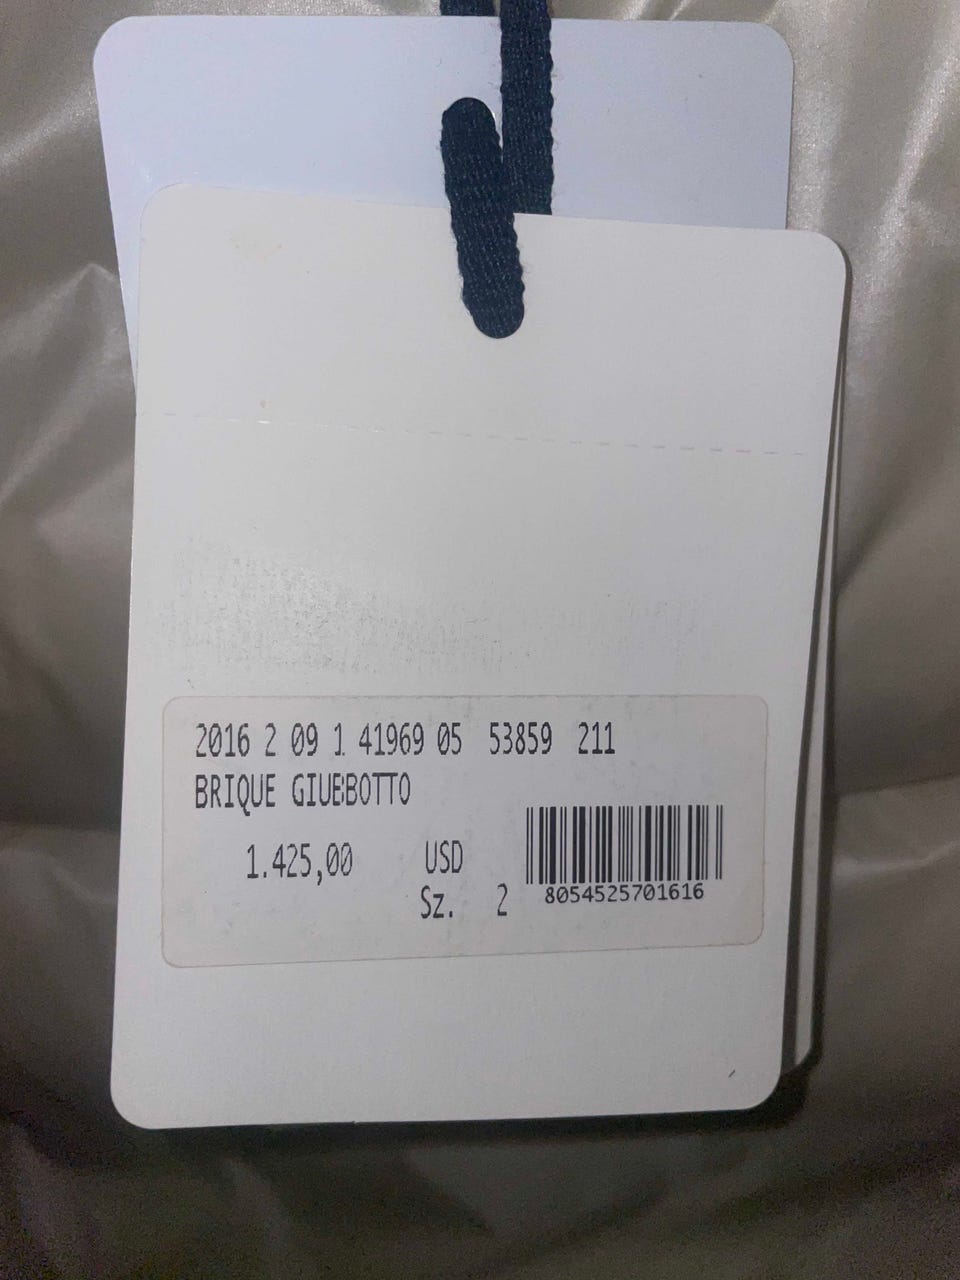 2016 2 09 1 41969 05 53859 211
BRIQUE GIUEBOTTO
1.425,00 USD
Sz. 2
8054525701616